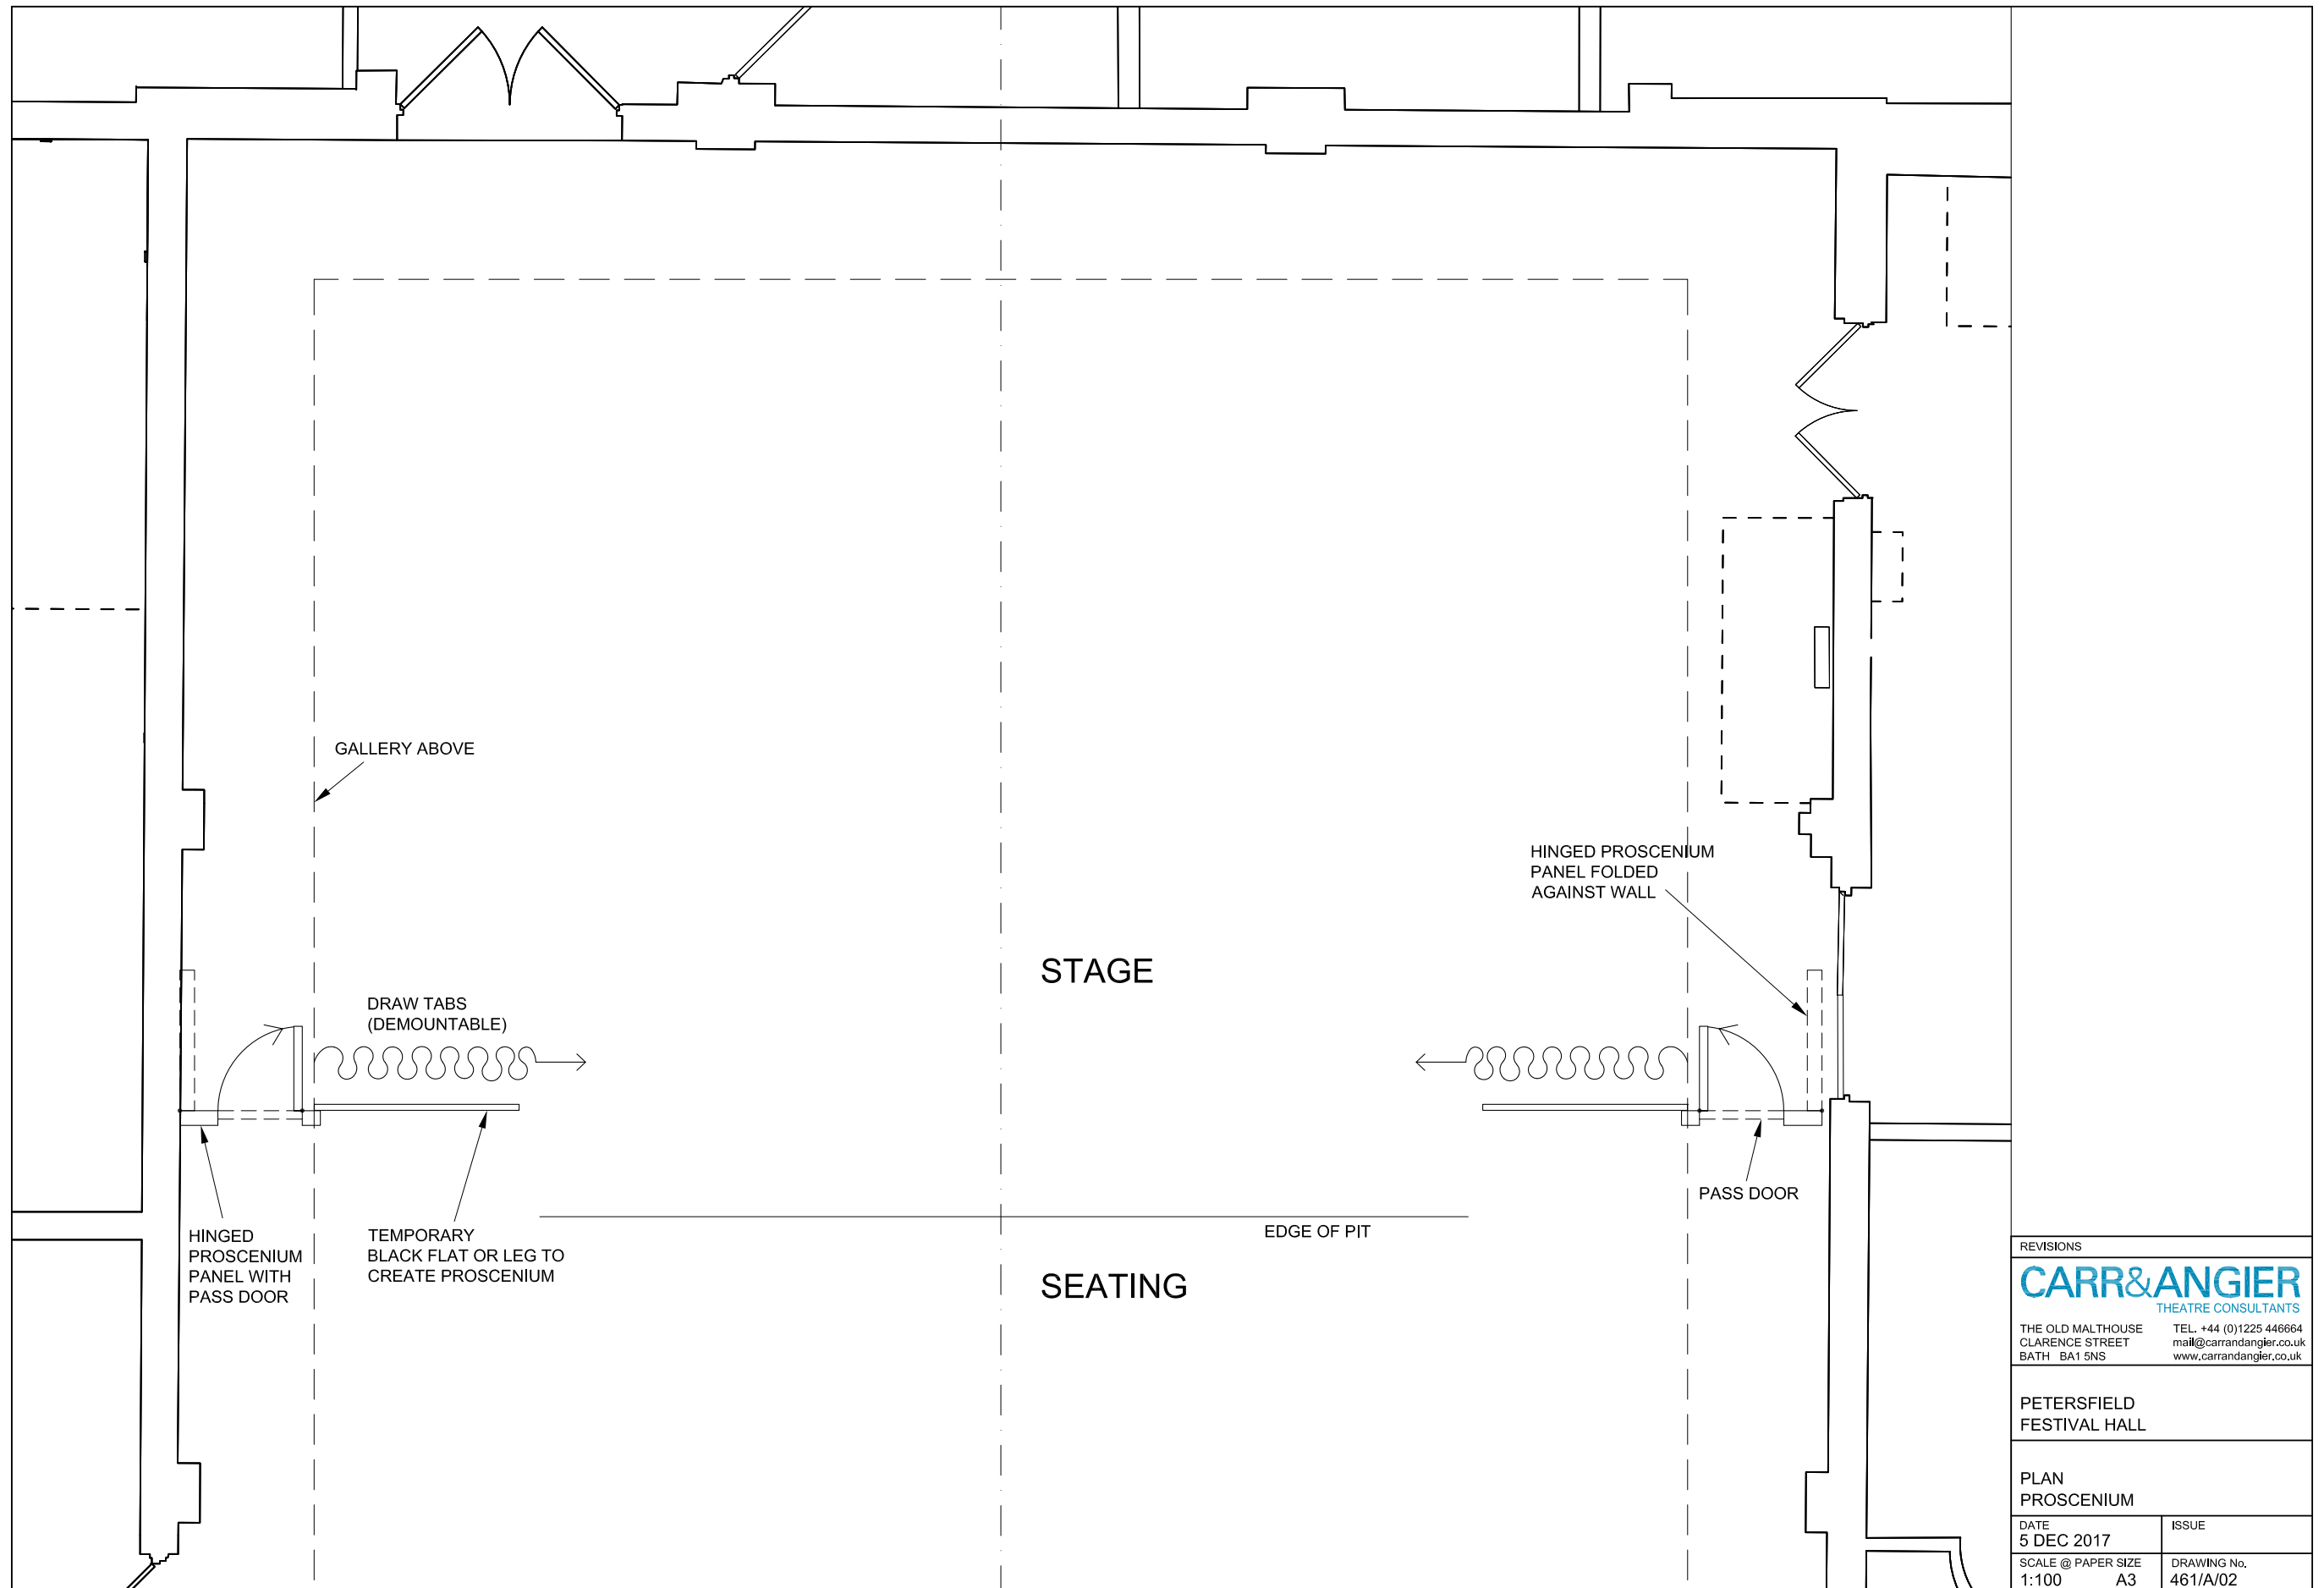 GALLERY ABOVE
HINGED PROSCENIUM
PANEL FOLDED
AGAINST WALL
STAGE
DRAW TABS
(DEMOUNTABLE)
PASS DOOR
HINGED
PROSCENIUM
PANEL WITH
PASS DOOR
TEMPORARY
BLACK FLAT OR LEG TO
CREATE PROSCENIUM
EDGE OF PIT
SEATING
REVISIONS
CARR&ANGIER
THEATRE CONSULTANTS
THE OLD MALTHOUSE TEL. +44 (0)1225 446664
CLARENCE STREET mail@carrandangier.co.uk
BATH BA1 5NS www.carrandangier.co.uk
PETERSFIELD
FESTIVAL HALL
PLAN
PROSCENIUM
DATE ISSUE
5 DEC 2017
SCALE @ PAPER SIZE DRAWING No.
1:100 A3 461/A/02